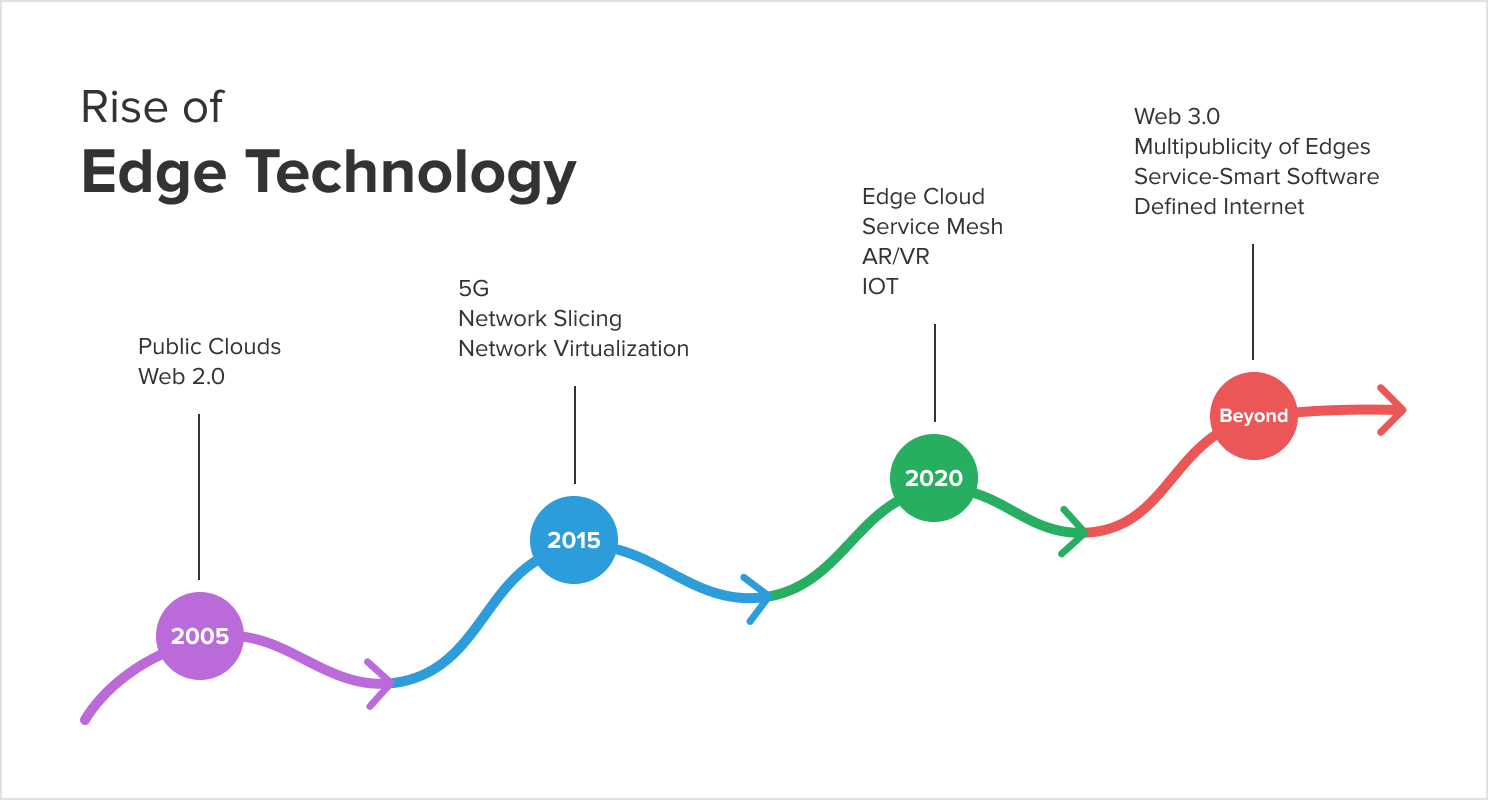 Rise of
Edge Technology
Public Clouds
Web 2.0
2005
5G
Network Slicing
Network Virtualization
2015
Edge Cloud
Service Mesh
AR/VR
IOT
2020
Web 3.0
Multipublicity of Edges
Service-Smart Software
Defined Internet
Beyond